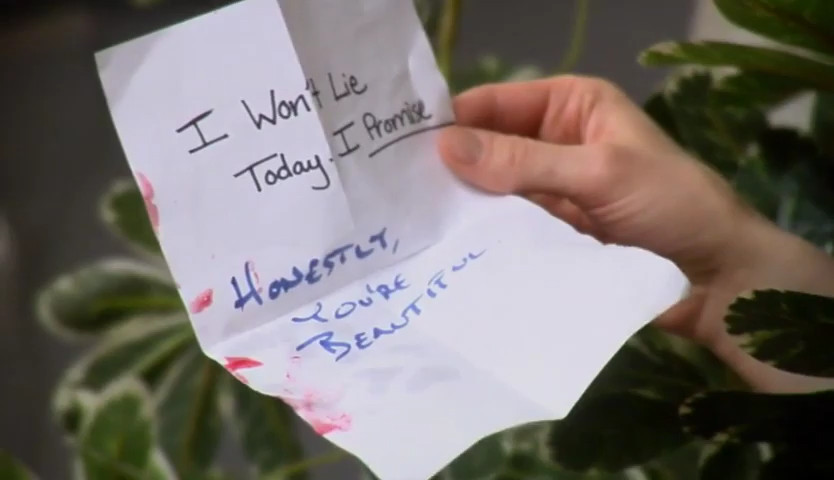 I Won't Lie
Today. I Promise
HONESTLY,
YOU'RE
BEAUTIFUL